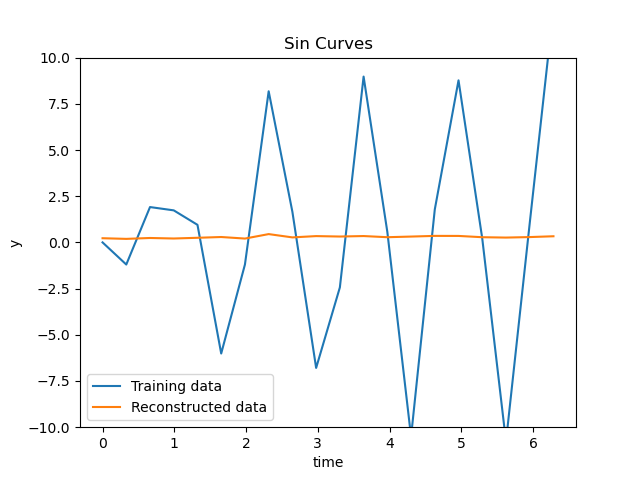 Sin Curves
10.0
7.5
5.0
2.5
0.0
−2.5
−5.0
−7.5
−10.0
y
Training data
Reconstructed data
0 1 2 3 4 5 6
time